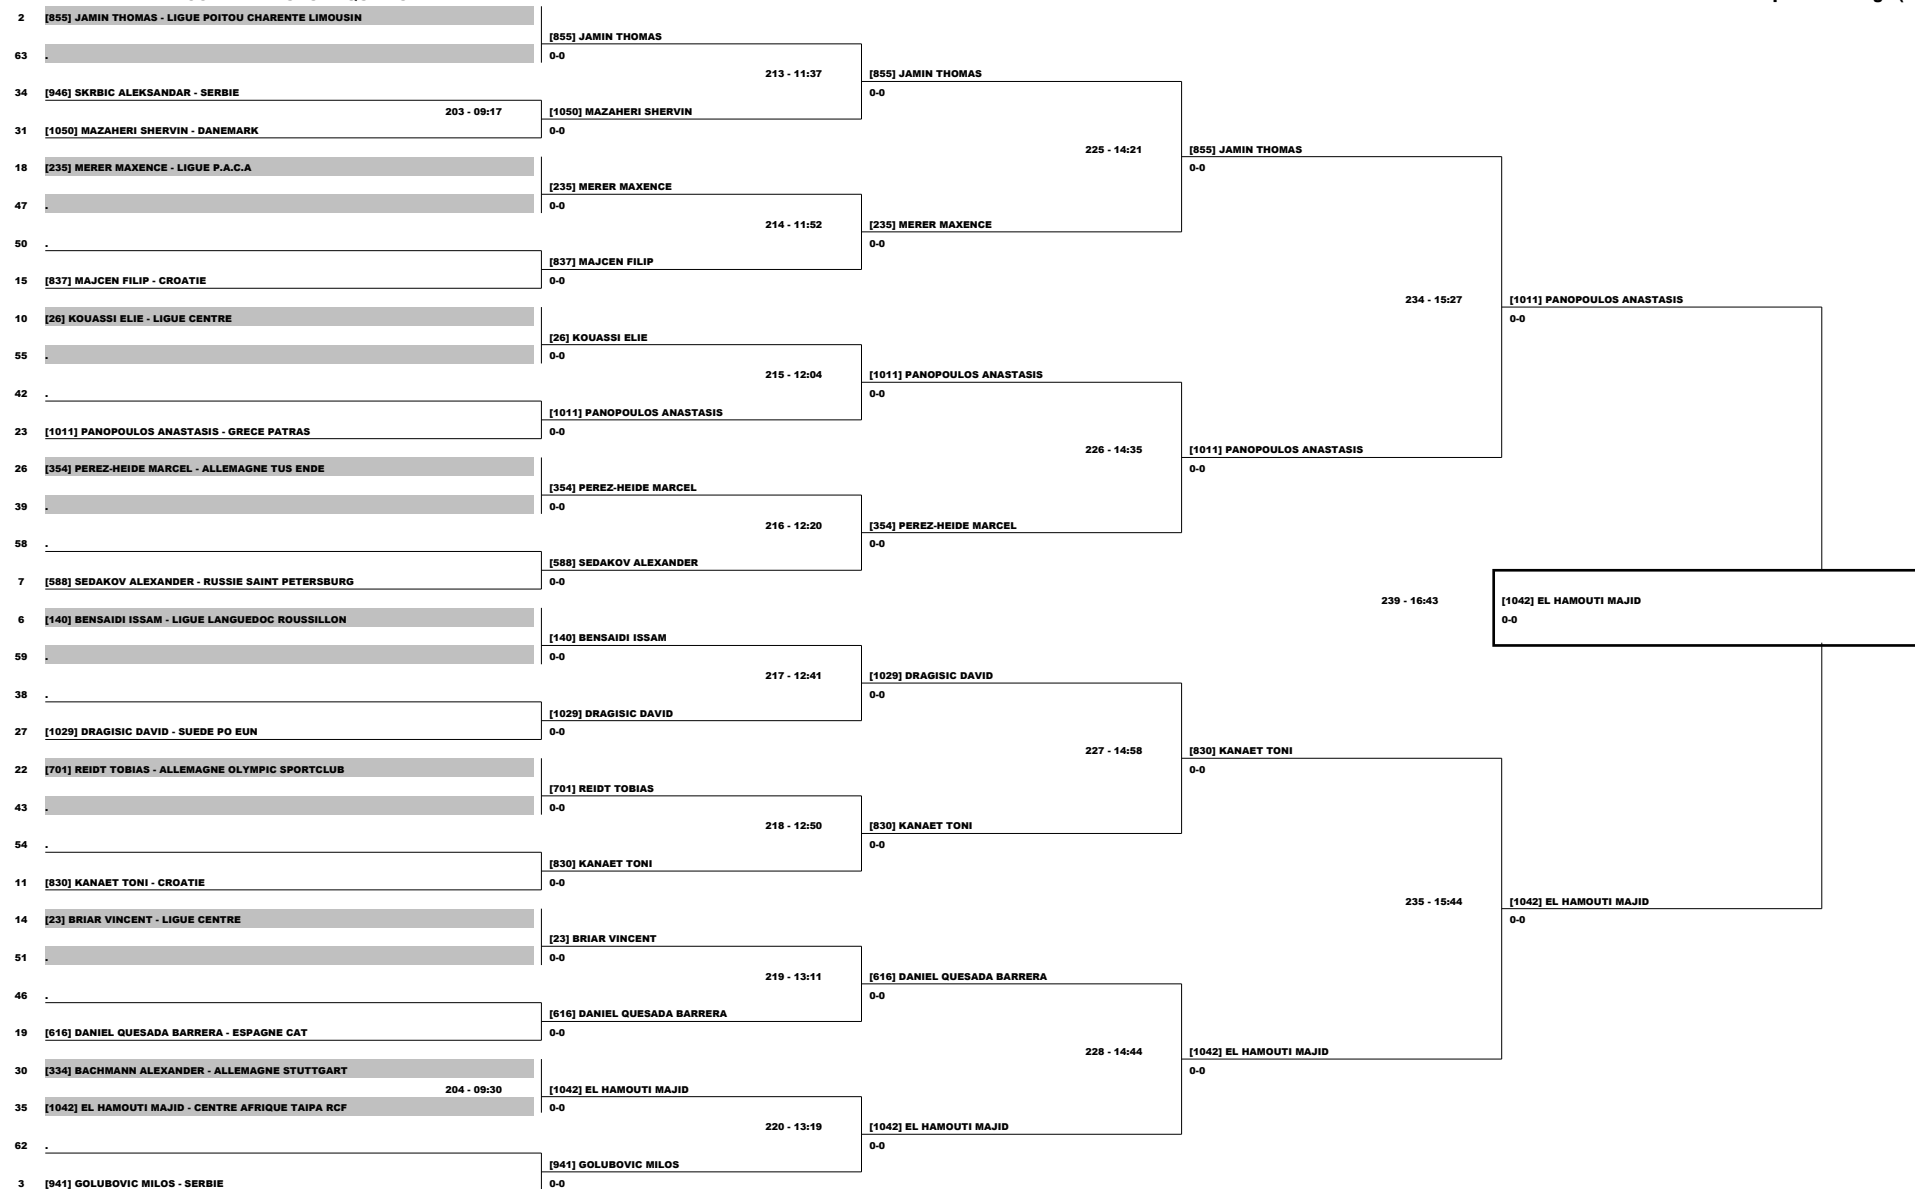 2 [855] JAMIN THOMAS - LIGUE POITOU CHARENTE LIMOUSIN
[855] JAMIN THOMAS
63 . 0-0
213 - 11:37 [855] JAMIN THOMAS
34 [946] SKRBIC ALEKSANDAR - SERBIE 0-0
203 - 09:17 [1050] MAZAHERI SHERVIN
31 [1050] MAZAHERI SHERVIN - DANEMARK 0-0
225 - 14:21 [855] JAMIN THOMAS
18 [235] MERER MAXENCE - LIGUE P.A.C.A 0-0
[235] MERER MAXENCE
47 . 0-0
214 - 11:52 [235] MERER MAXENCE
50 . 0-0
[837] MAJCEN FILIP
15 [837] MAJCEN FILIP - CROATIE 0-0
234 - 15:27 [1011] PANOPOULOS ANASTASIS
10 [26] KOUASSI ELIE - LIGUE CENTRE 0-0
[26] KOUASSI ELIE
55 . 0-0
215 - 12:04 [1011] PANOPOULOS ANASTASIS
42 . 0-0
[1011] PANOPOULOS ANASTASIS
23 [1011] PANOPOULOS ANASTASIS - GRECE PATRAS 0-0
226 - 14:35 [1011] PANOPOULOS ANASTASIS
26 [354] PEREZ-HEIDE MARCEL - ALLEMAGNE TUS ENDE 0-0
[354] PEREZ-HEIDE MARCEL
39 . 0-0
216 - 12:20 [354] PEREZ-HEIDE MARCEL
58 . 0-0
[588] SEDAKOV ALEXANDER
7 [588] SEDAKOV ALEXANDER - RUSSIE SAINT PETERSBURG 0-0
239 - 16:43 [1042] EL HAMOUTI MAJID
6 [140] BENSAIDI ISSAM - LIGUE LANGUEDOC ROUSSILLON 0-0
[140] BENSAIDI ISSAM
59 . 0-0
217 - 12:41 [1029] DRAGISIC DAVID
38 . 0-0
[1029] DRAGISIC DAVID
27 [1029] DRAGISIC DAVID - SUEDE PO EUN 0-0
227 - 14:58 [830] KANAET TONI
22 [701] REIDT TOBIAS - ALLEMAGNE OLYMPIC SPORTCLUB 0-0
[701] REIDT TOBIAS
43 . 0-0
218 - 12:50 [830] KANAET TONI
54 . 0-0
[830] KANAET TONI
11 [830] KANAET TONI - CROATIE 0-0
235 - 15:44 [1042] EL HAMOUTI MAJID
14 [23] BRIAR VINCENT - LIGUE CENTRE 0-0
[23] BRIAR VINCENT
51 . 0-0
219 - 13:11 [616] DANIEL QUESADA BARRERA
46 . 0-0
[616] DANIEL QUESADA BARRERA
19 [616] DANIEL QUESADA BARRERA - ESPAGNE CAT 0-0
228 - 14:44 [1042] EL HAMOUTI MAJID
30 [334] BACHMANN ALEXANDER - ALLEMAGNE STUTTGART 0-0
204 - 09:30 [1042] EL HAMOUTI MAJID
35 [1042] EL HAMOUTI MAJID - CENTRE AFRIQUE TAIPA RCF 0-0
220 - 13:19 [1042] EL HAMOUTI MAJID
62 . 0-0
[941] GOLUBOVIC MILOS
3 [941] GOLUBOVIC MILOS - SERBIE 0-0